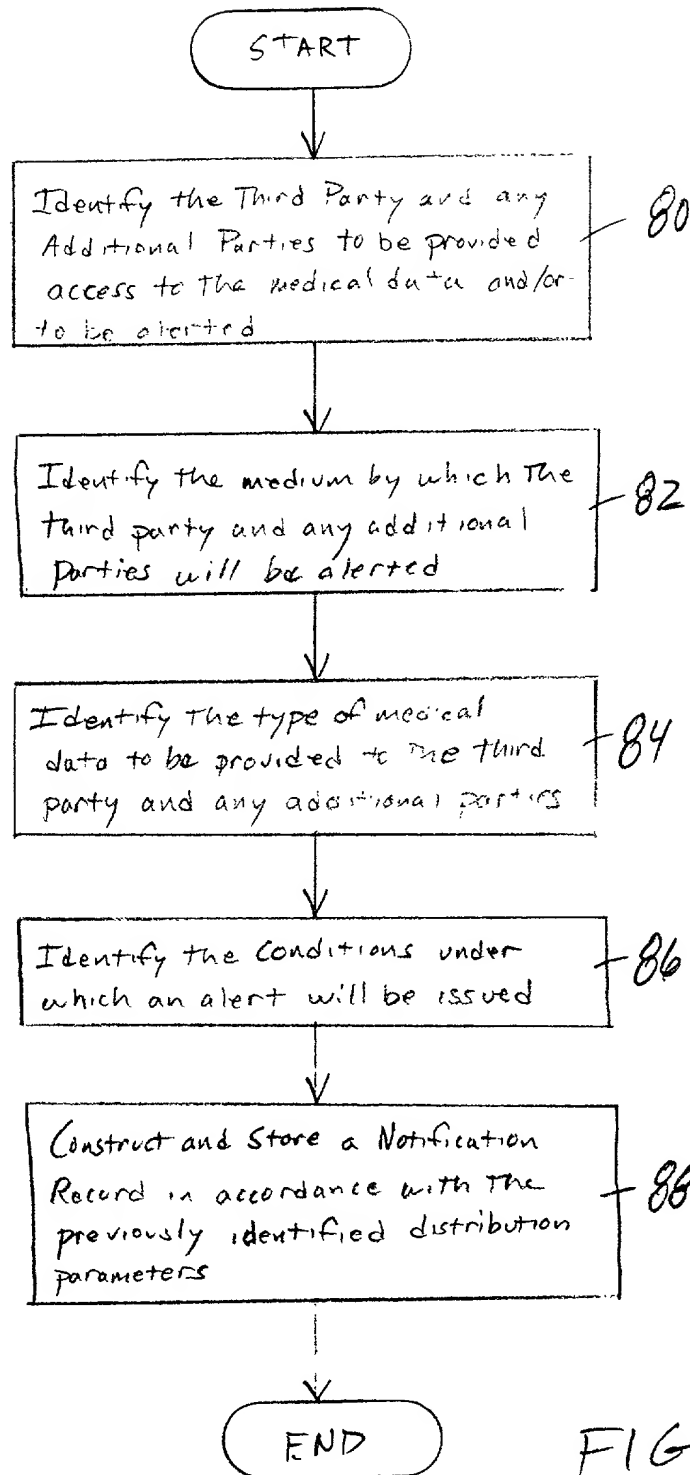 START
Identify the Third Party and any
Additional Parties to be provided
access to the medical data and/or
to be alerted
80
Identify the medium by which the
third party and any additional
Parties will be alerted
82
Identify the type of medical
data to be provided to the third
party and any additional parties
84
Identify the Conditions under
which an alert will be issued
86
Construct and Store a Notification
Record in accordance with the
previously identified distribution
parameters
88
END
FIG